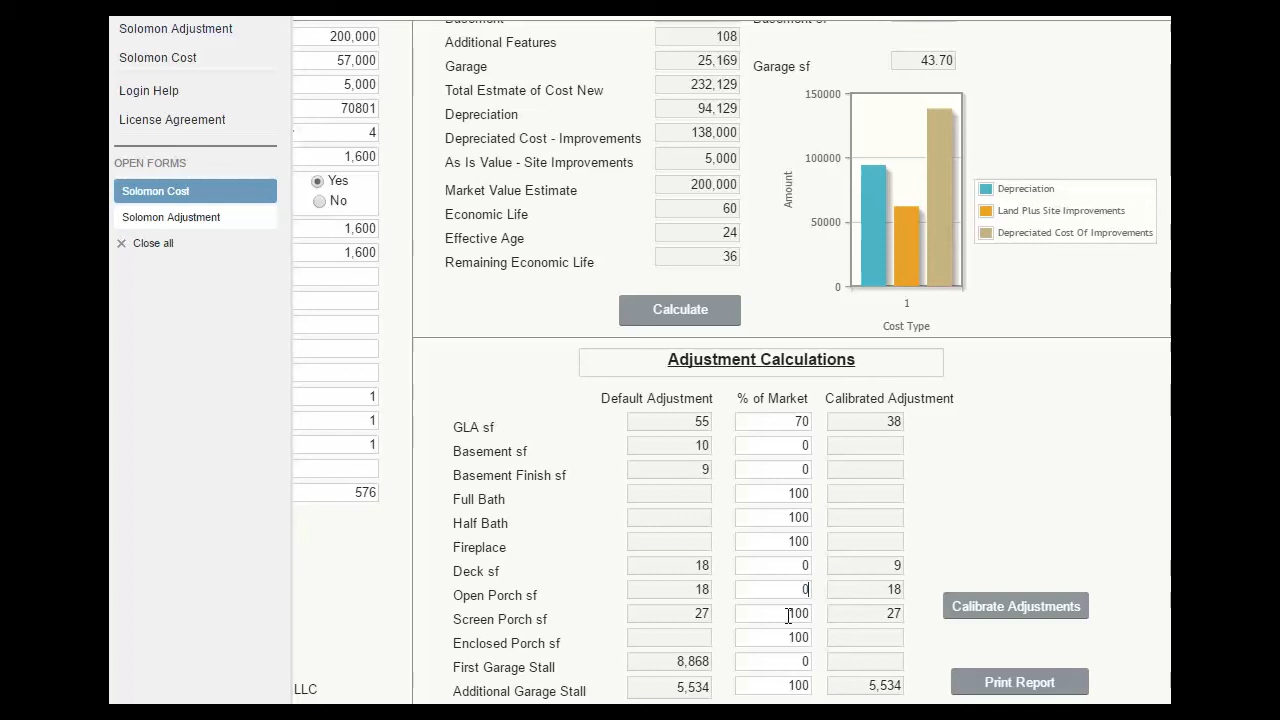 Solomon Adjustment
Solomon Cost
Login Help
License Agreement
OPEN FORMS
Solomon Cost
Solomon Adjustment
Close all
200,000
57,000
5,000
70801
4
1,600
Yes
No
1,600
1,600
1
1
1
576
LLC
Basement
Basement sf
Additional Features 108
Garage 25,169
Garage sf 43.70
Total Estmate of Cost New 232,129
Depreciation 94,129
Depreciated Cost - Improvements 138,000
As Is Value - Site Improvements 5,000
Market Value Estimate 200,000
Economic Life 60
Effective Age 24
Remaining Economic Life 36
Calculate
150000
100000
50000
0
Amount
1
Cost Type
Depreciation
Land Plus Site Improvements
Depreciated Cost Of Improvements
Adjustment Calculations
Default Adjustment % of Market Calibrated Adjustment
GLA sf 55 70 38
Basement sf 10 0
Basement Finish sf 9 0
Full Bath 100
Half Bath 100
Fireplace 100
Deck sf 18 0 9
Open Porch sf 18 0 18
Screen Porch sf 27 100 27
Enclosed Porch sf 100
First Garage Stall 8,868 0
Additional Garage Stall 5,534 100 5,534
Calibrate Adjustments
Print Report